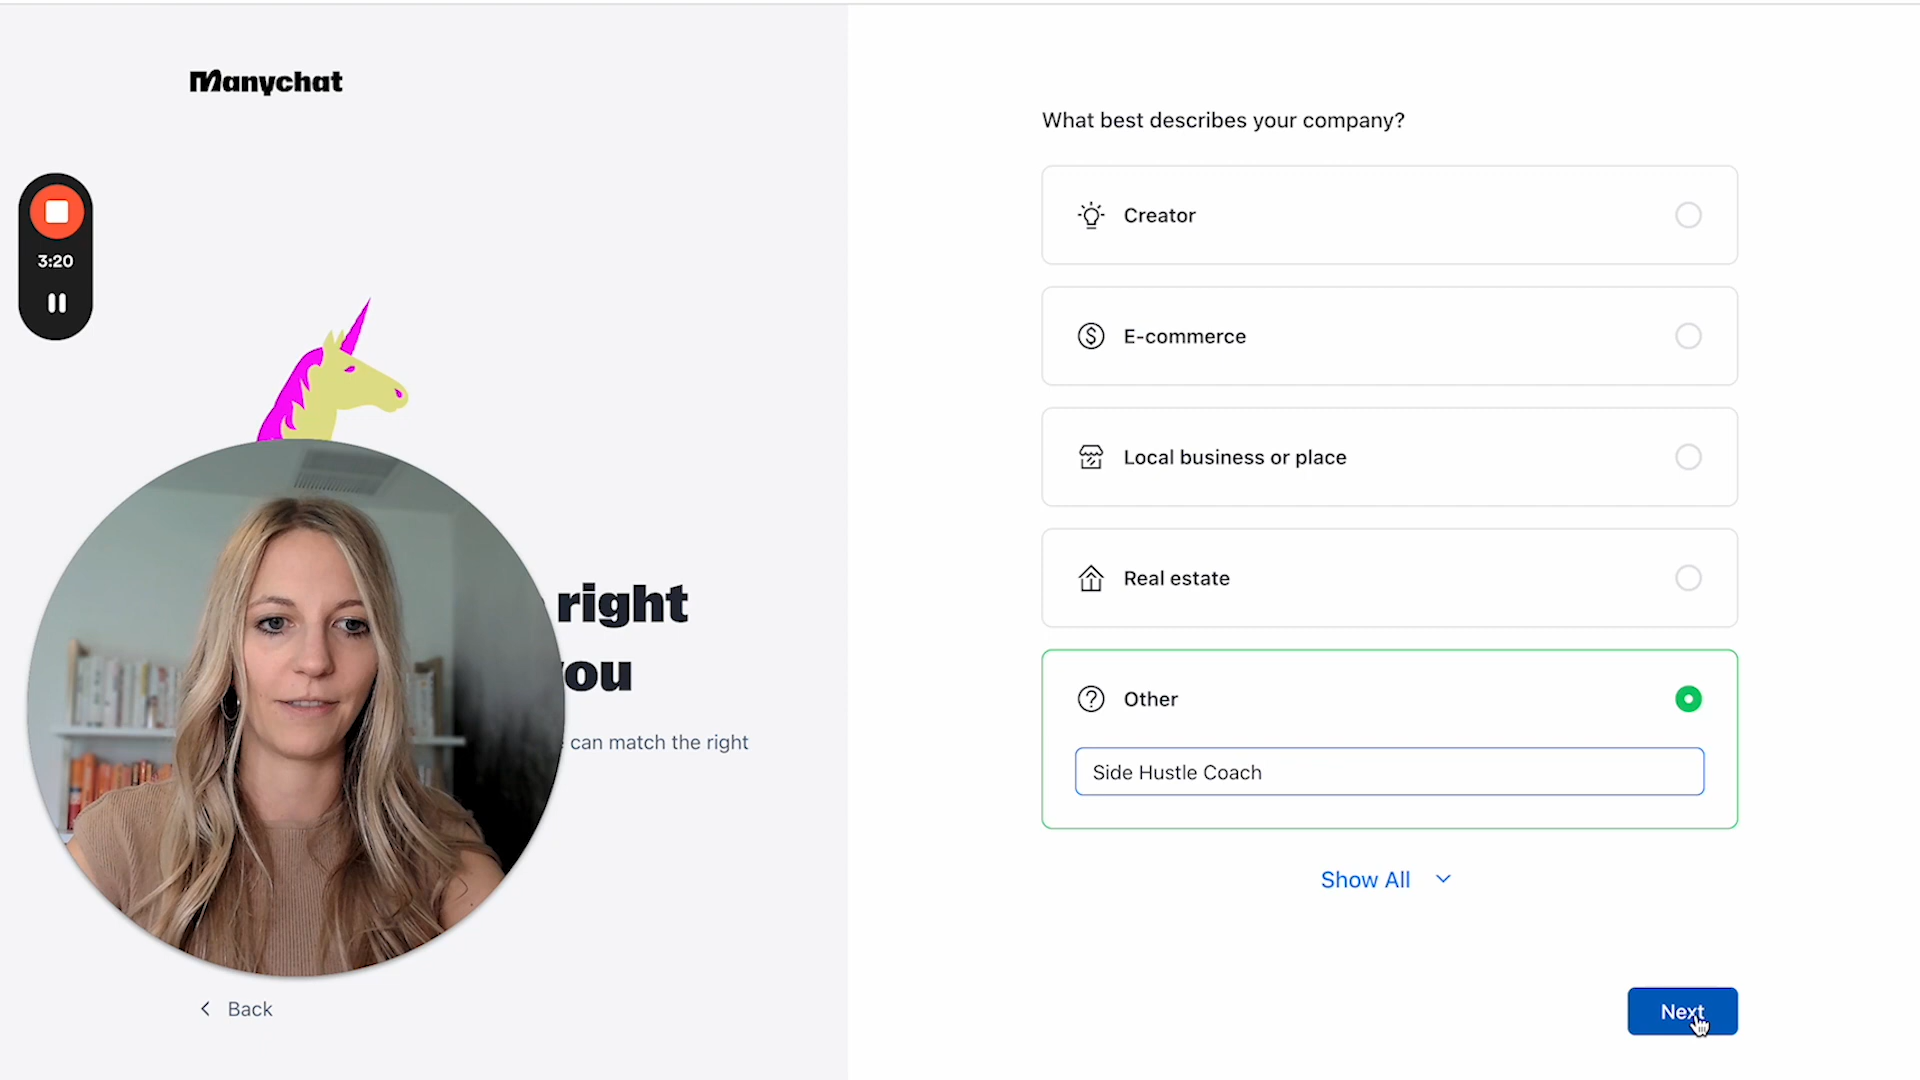 Manychat
3:20
right
you
can match the right
Back
What best describes your company?
Creator
E-commerce
Local business or place
Real estate
Other
Side Hustle Coach
Show All
Next